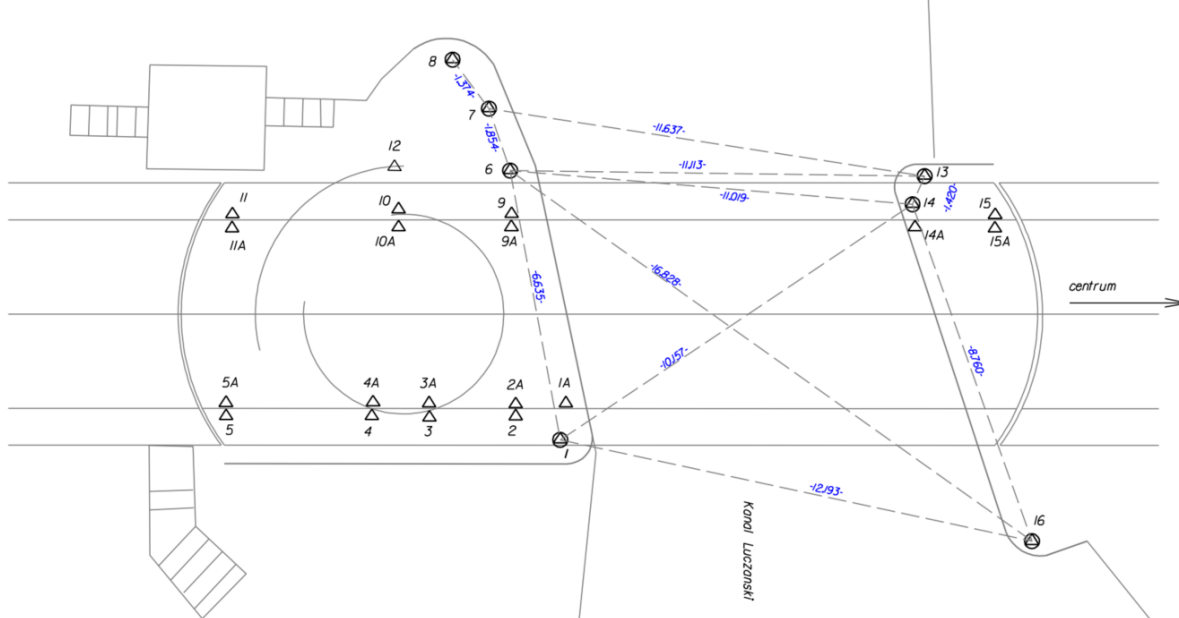 8
-1,374-
7
-11,637-
-1,854-
12
6
-11,113-
13
-11,019-
14
-1,420-
11
10
9
15
11A
10A
9A
14A
15A
-6,635-
-16,828-
centrum
-10,157-
-8,760-
5A
4A
3A
2A
1A
5
4
3
2
1
-12,193-
16
Kanal Luczanski